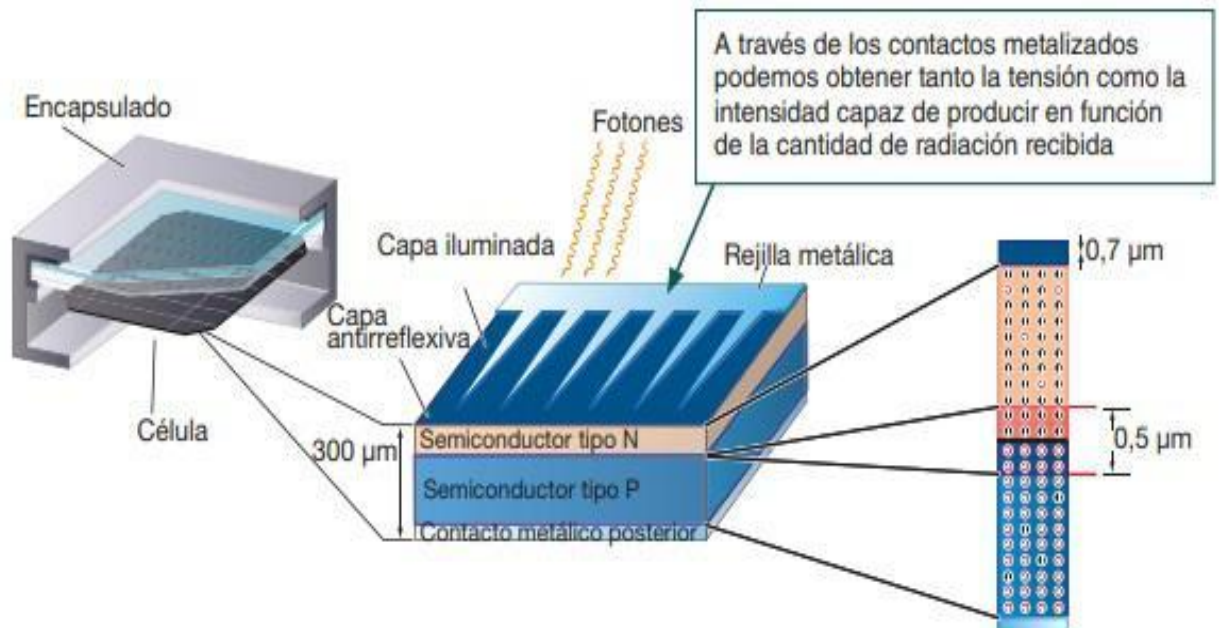 A través de los contactos metalizados
podemos obtener tanto la tensión como la
intensidad capaz de producir en función
de la cantidad de radiación recibida
Encapsulado
Fotones
Capa iluminada
Rejilla metálica
0,7 µm
Capa
antirreflexiva
Célula
300 µm
Semiconductor tipo N
0,5 µm
Semiconductor tipo P
Contacto metálico posterior